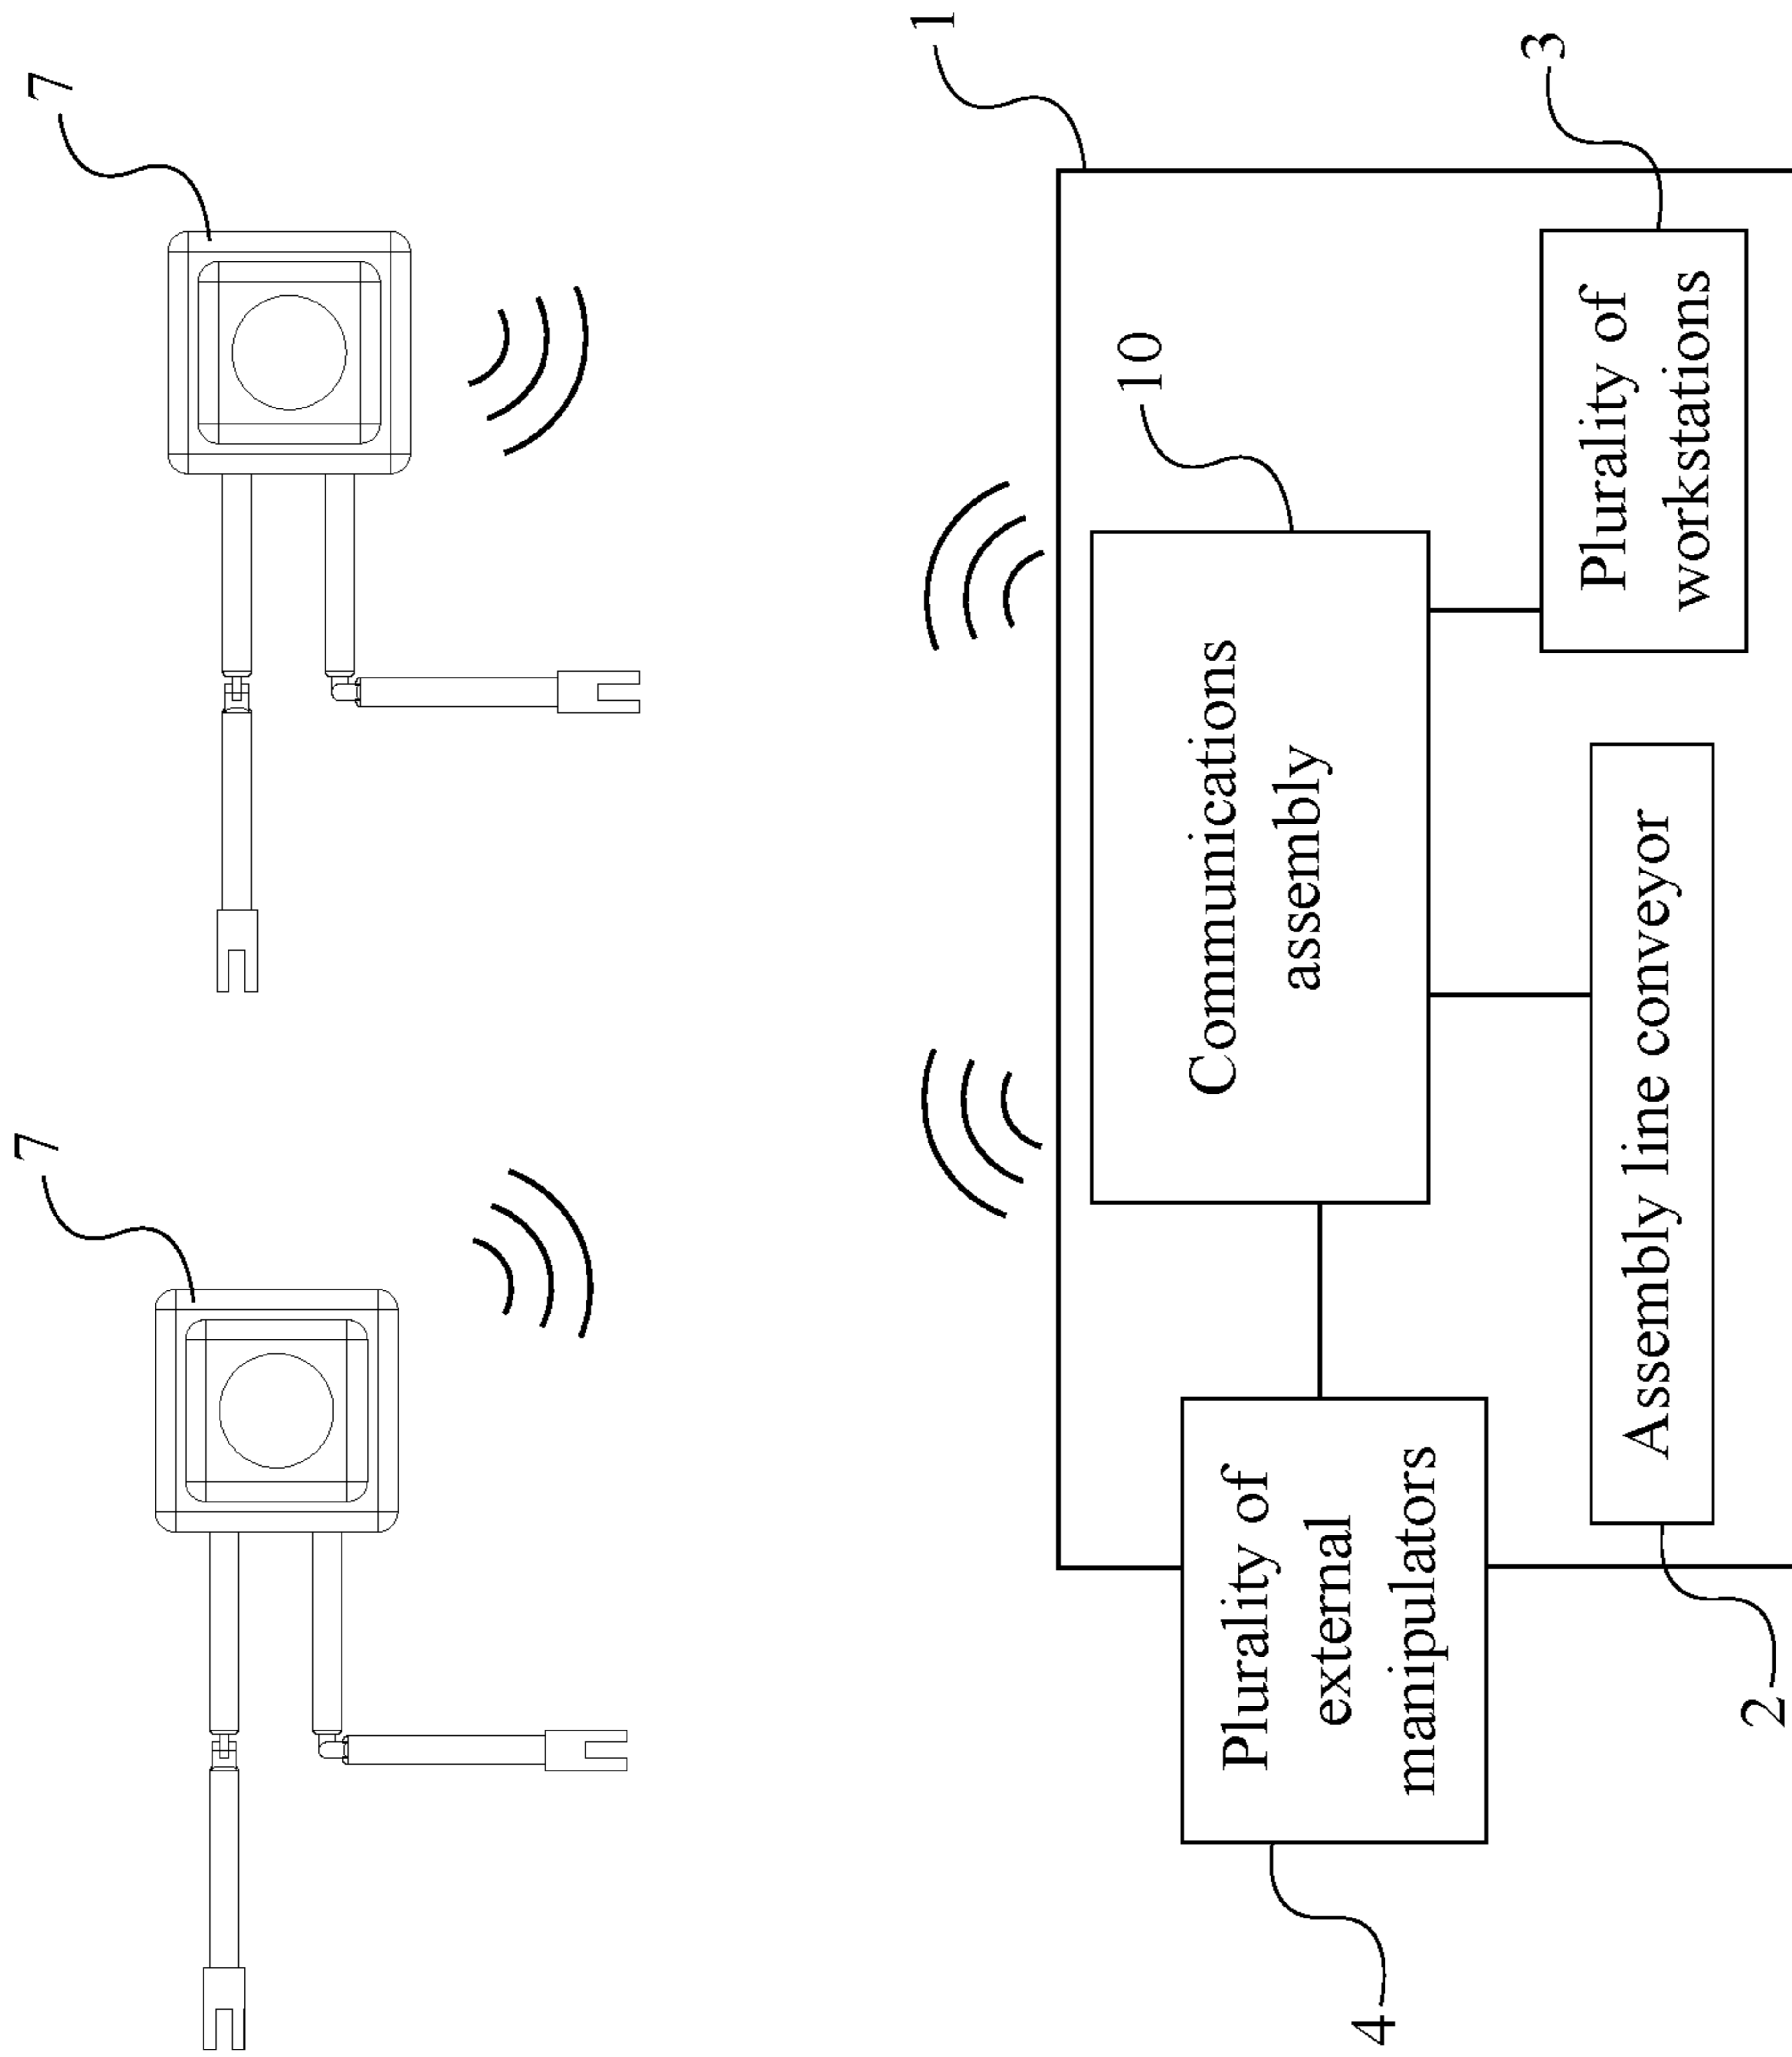 7
7
1
10
Communications
assembly
Plurality of
external
manipulators
4
Assembly line conveyor
2
Plurality of
workstations
3